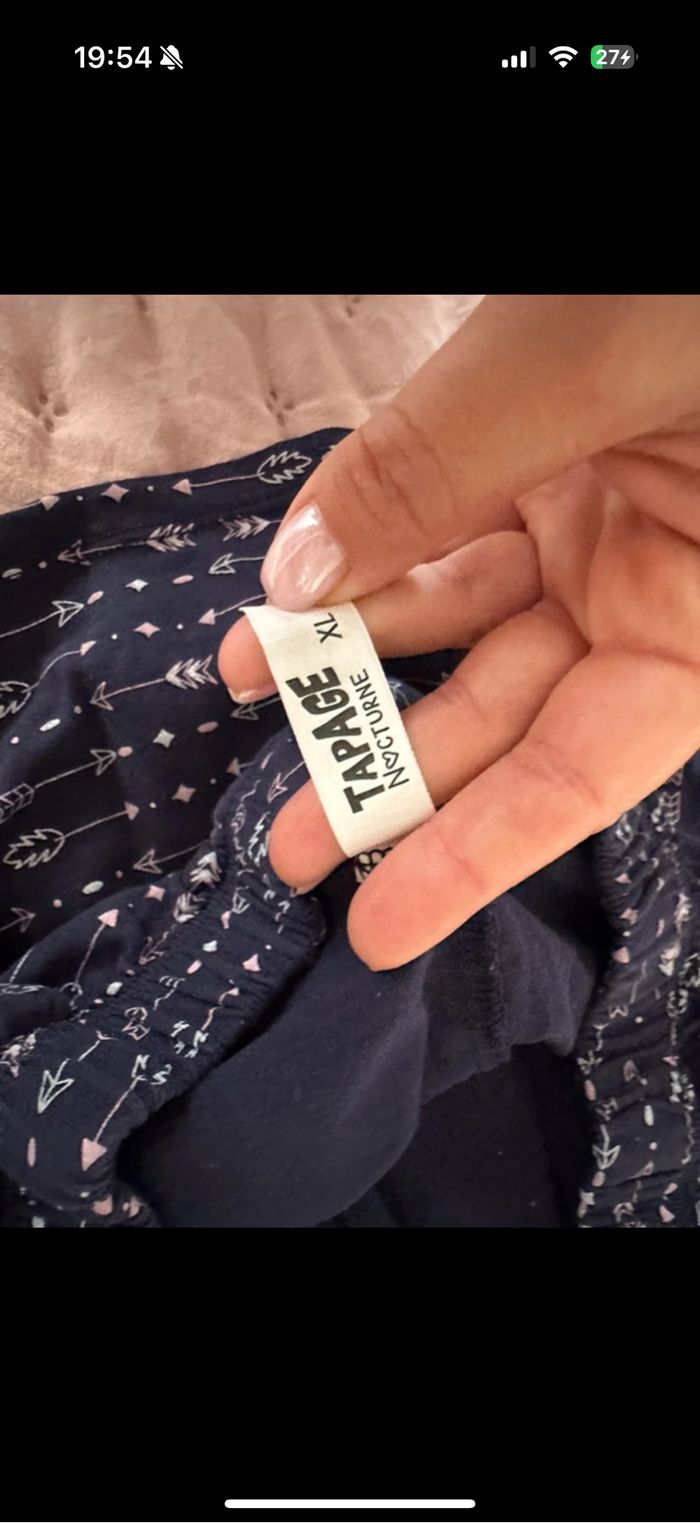 19:54
27
TAPAGE XL
NOCTURNE